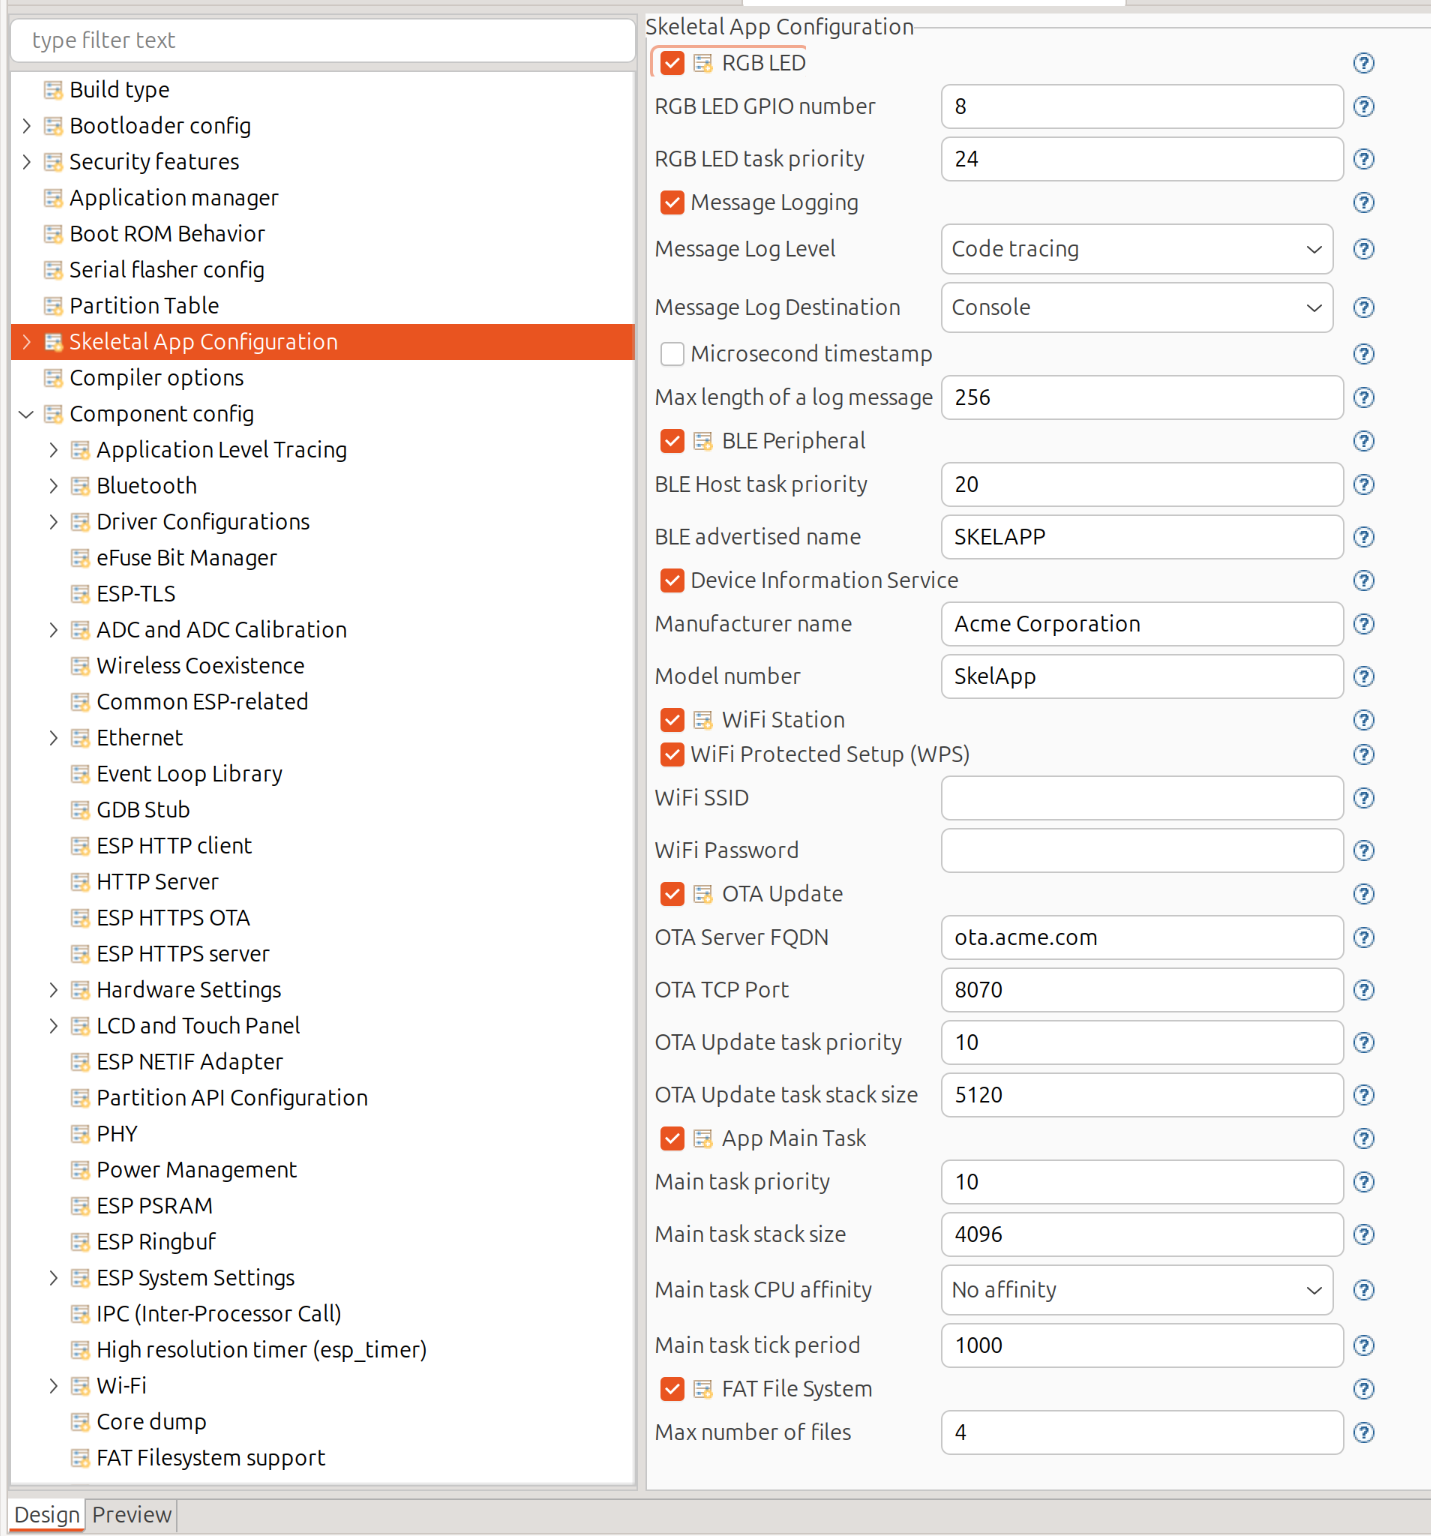 type filter text
Build type
Bootloader config
Security features
Application manager
Boot ROM Behavior
Serial flasher config
Partition Table
Skeletal App Configuration
Compiler options
Component config
Application Level Tracing
Bluetooth
Driver Configurations
eFuse Bit Manager
ESP-TLS
ADC and ADC Calibration
Wireless Coexistence
Common ESP-related
Ethernet
Event Loop Library
GDB Stub
ESP HTTP client
HTTP Server
ESP HTTPS OTA
ESP HTTPS server
Hardware Settings
LCD and Touch Panel
ESP NETIF Adapter
Partition API Configuration
PHY
Power Management
ESP PSRAM
ESP Ringbuf
ESP System Settings
IPC (Inter-Processor Call)
High resolution timer (esp_timer)
Wi-Fi
Core dump
FAT Filesystem support
Skeletal App Configuration
RGB LED
RGB LED GPIO number 8
RGB LED task priority 24
Message Logging
Message Log Level Code tracing
Message Log Destination Console
Microsecond timestamp
Max length of a log message 256
BLE Peripheral
BLE Host task priority 20
BLE advertised name SKELAPP
Device Information Service
Manufacturer name Acme Corporation
Model number SkelApp
WiFi Station
WiFi Protected Setup (WPS)
WiFi SSID
WiFi Password
OTA Update
OTA Server FQDN ota.acme.com
OTA TCP Port 8070
OTA Update task priority 10
OTA Update task stack size 5120
App Main Task
Main task priority 10
Main task stack size 4096
Main task CPU affinity No affinity
Main task tick period 1000
FAT File System
Max number of files 4
Design Preview